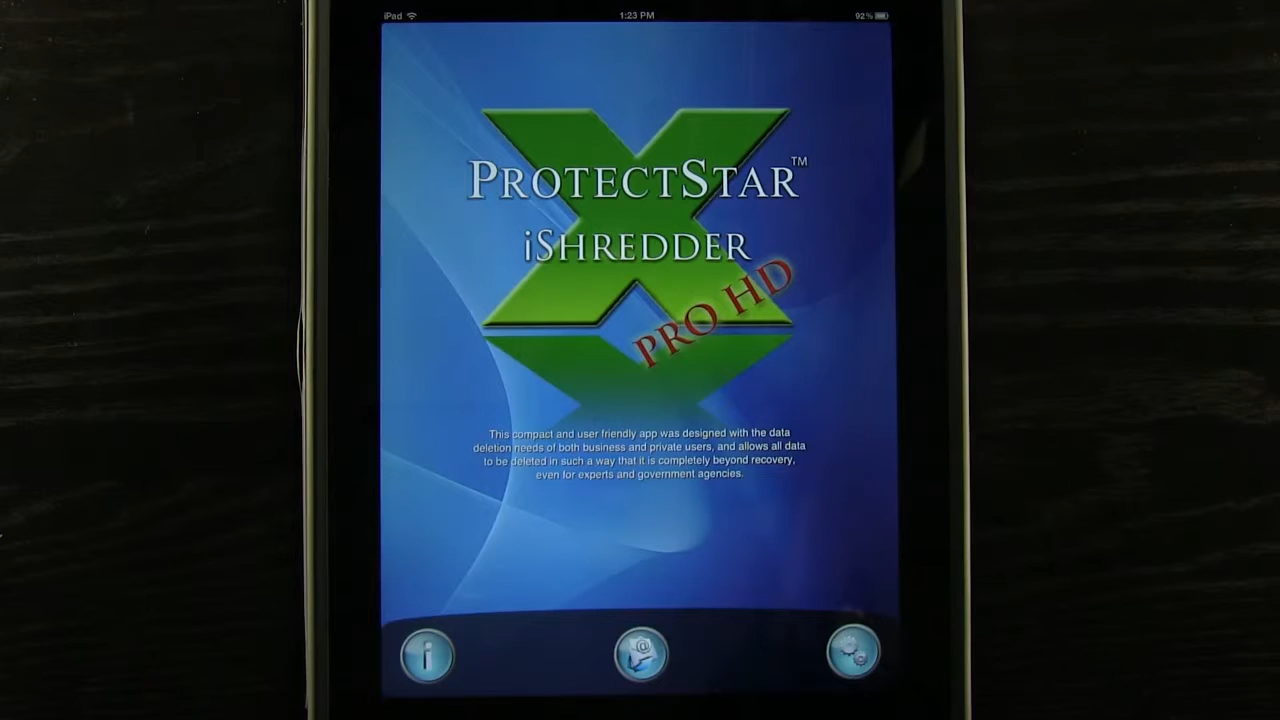 iPad 1:23 PM 92%
PROTECTSTAR™
iSHREDDER
PRO HD
This compact and user friendly app was designed with the data
deletion needs of both business and private users, and allows all data
to be deleted in such a way that it is completely beyond recovery,
even for experts and government agencies.
i @